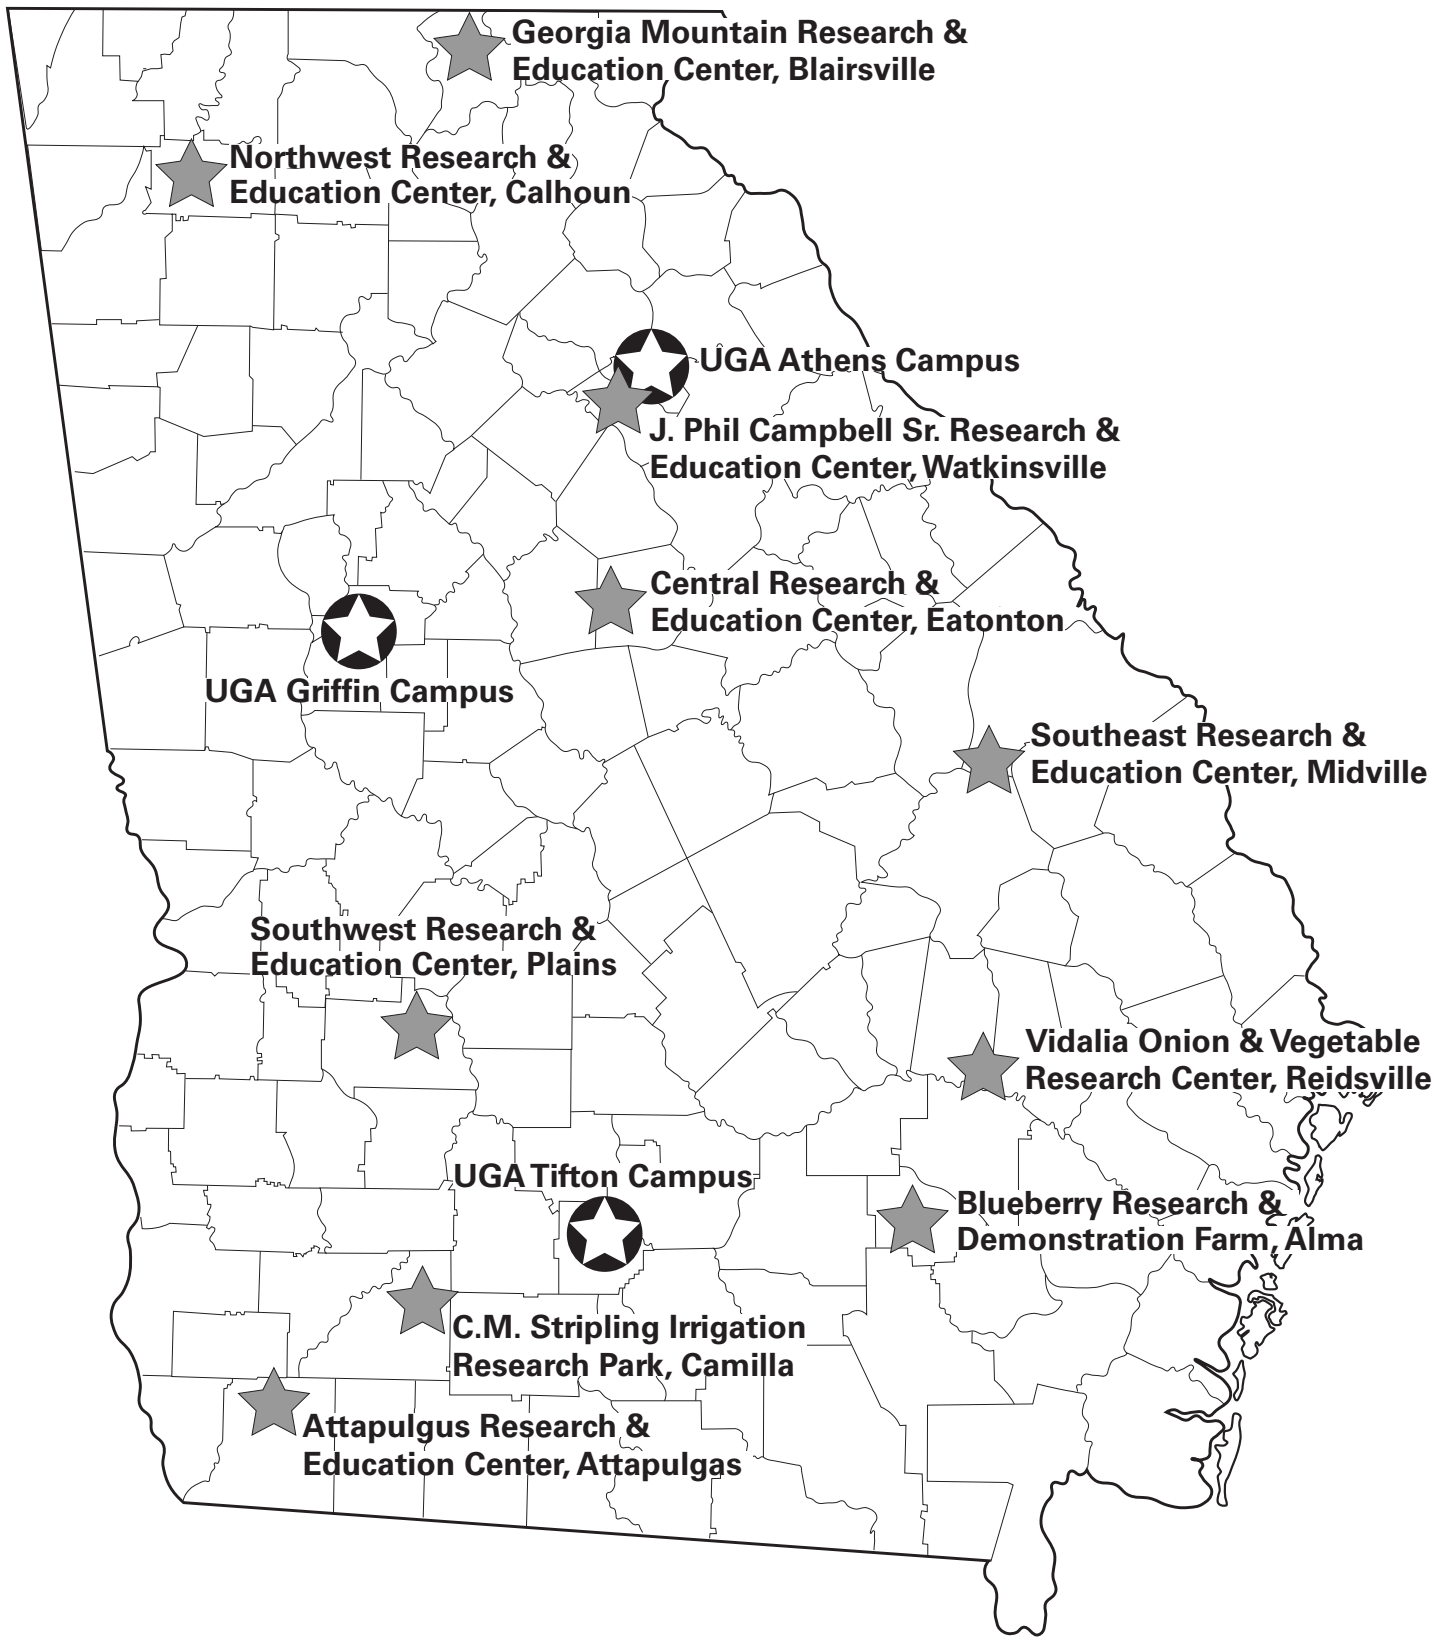 Georgia Mountain Research &
Education Center, Blairsville
Northwest Research &
Education Center, Calhoun
UGA Athens Campus
J. Phil Campbell Sr. Research &
Education Center, Watkinsville
Central Research &
Education Center, Eatonton
UGA Griffin Campus
Southeast Research &
Education Center, Midville
Southwest Research &
Education Center, Plains
Vidalia Onion & Vegetable
Research Center, Reidsville
UGA Tifton Campus
Blueberry Research &
Demonstration Farm, Alma
C.M. Stripling Irrigation
Research Park, Camilla
Attapulgus Research &
Education Center, Attapulgas